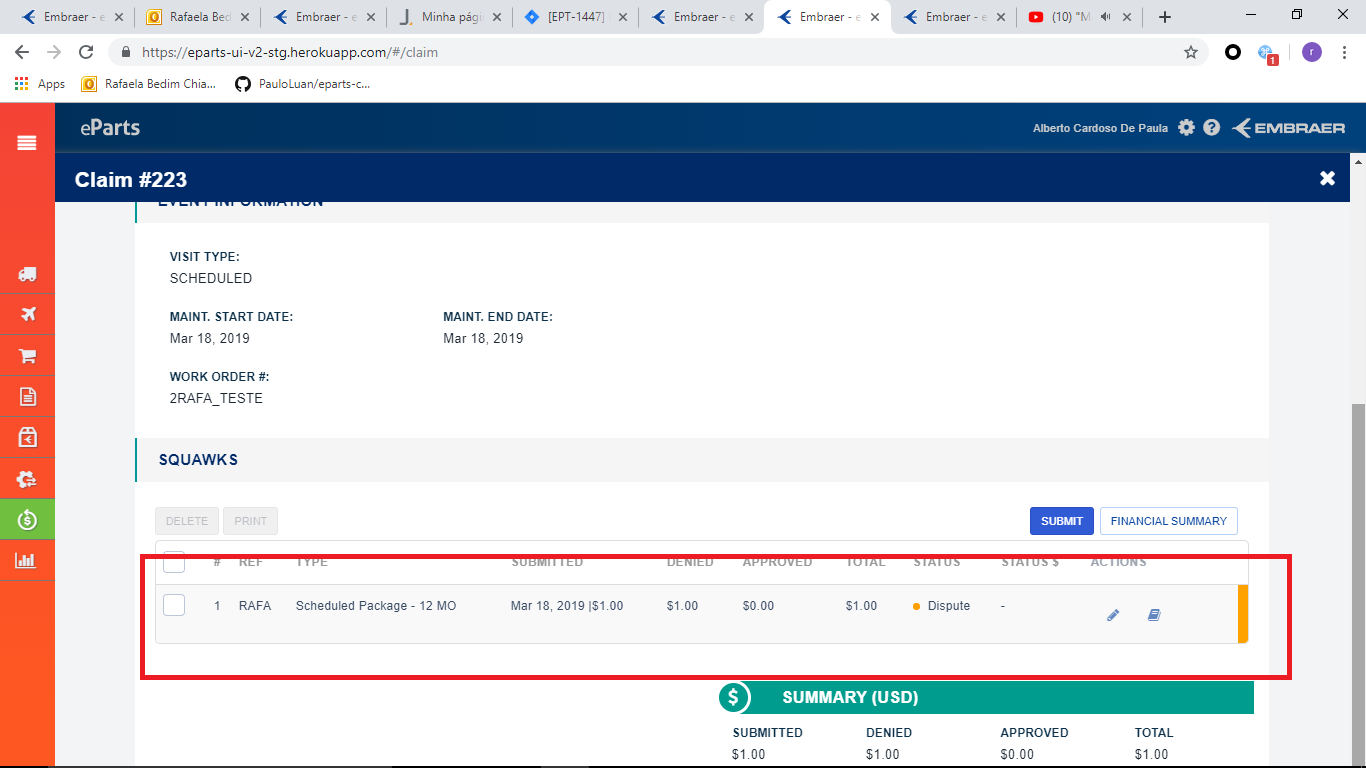 Embraer - e
Rafaela Bed
Embraer - e
Minha pági
[EPT-1447]
Embraer - e
Embraer - e
Embraer - e
(10) "M
https://eparts-ui-v2-stg.herokuapp.com/#/claim
1
r
Apps
Rafaela Bedim Chia...
PauloLuan/eparts-c...
eParts
Alberto Cardoso De Paula
EMBRAER
Claim #223
EVENT INFORMATION
VISIT TYPE:
SCHEDULED
MAINT. START DATE: MAINT. END DATE:
Mar 18, 2019 Mar 18, 2019
WORK ORDER #:
2RAFA_TESTE
SQUAWKS
DELETE PRINT SUBMIT FINANCIAL SUMMARY
# REF TYPE SUBMITTED DENIED APPROVED TOTAL STATUS STATUS $ ACTIONS
1 RAFA Scheduled Package - 12 MO Mar 18, 2019 |$1.00 $1.00 $0.00 $1.00 Dispute -
$ SUMMARY (USD)
SUBMITTED DENIED APPROVED TOTAL
$1.00 $1.00 $0.00 $1.00